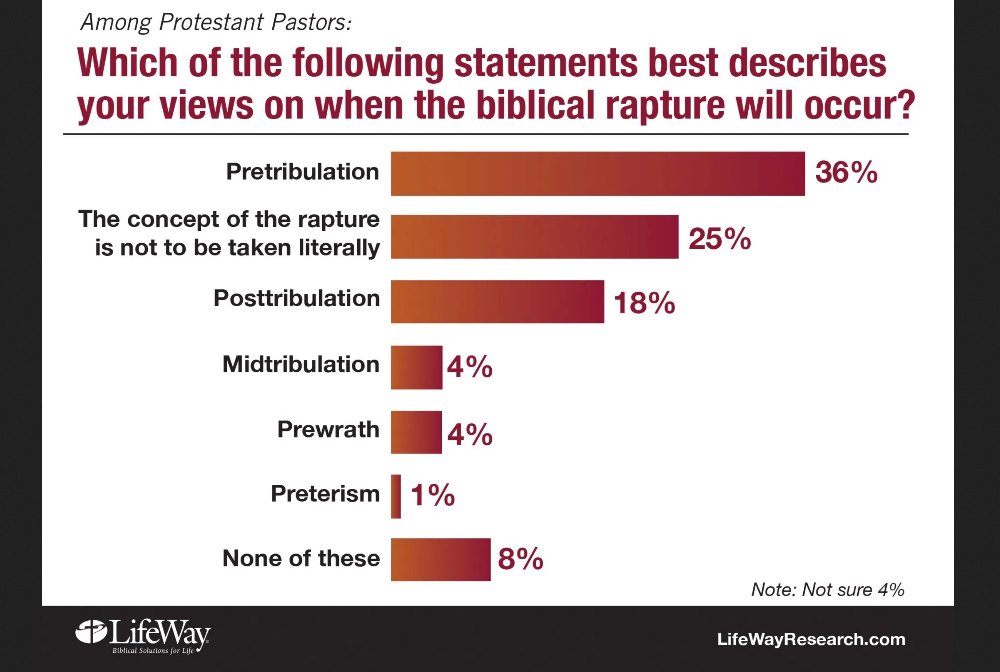 Among Protestant Pastors:
Which of the following statements best describes
your views on when the biblical rapture will occur?
Pretribulation 36%
The concept of the rapture
is not to be taken literally 25%
Posttribulation 18%
Midtribulation 4%
Prewrath 4%
Preterism 1%
None of these 8%
Note: Not sure 4%
LifeWay®
Biblical Solutions for Life
LifeWayResearch.com